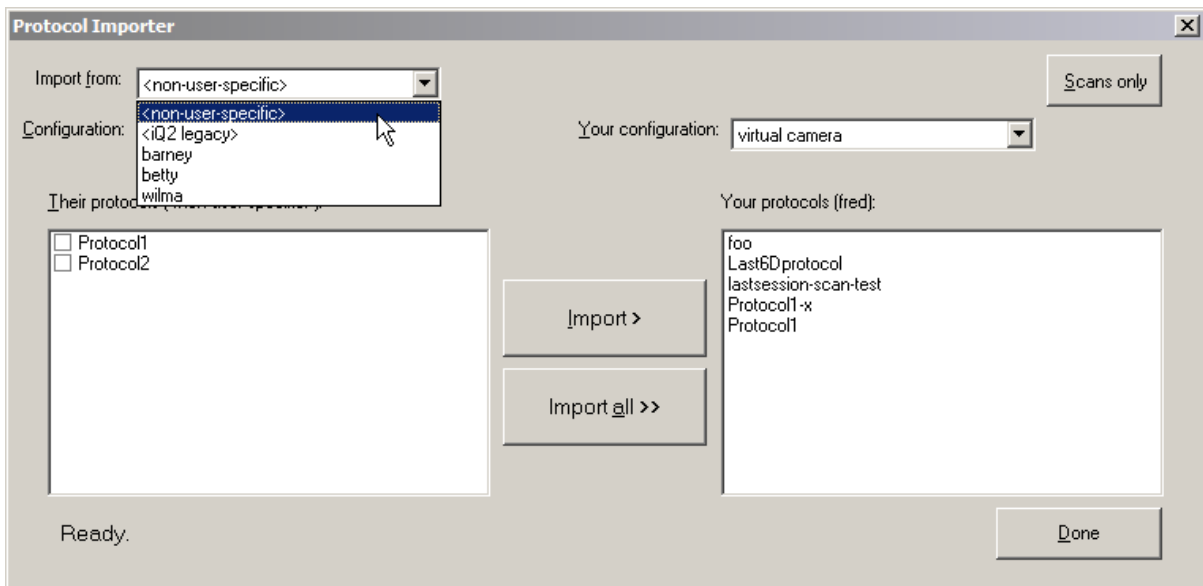 Protocol Importer
Import from: <non-user-specific>
Scans only
<non-user-specific>
Configuration:
<iQ2 legacy>
barney
betty
wilma
Your configuration: virtual camera
Their
Your protocols (fred):
Protocol1
Protocol2
Import >
Import all >>
foo
Last6Dprotocol
lastsession-scan-test
Protocol1-x
Protocol1
Ready.
Done